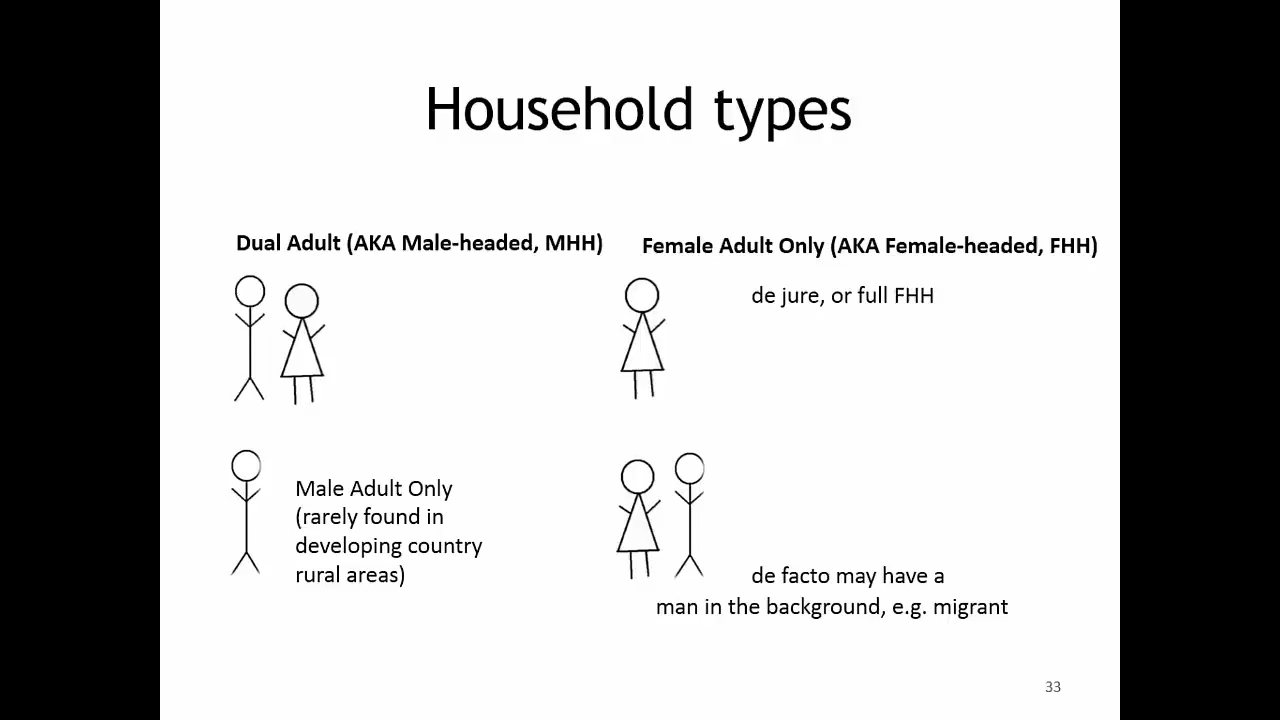 Household types
Dual Adult (AKA Male-headed, MHH)
Female Adult Only (AKA Female-headed, FHH)
de jure, or full FHH
Male Adult Only
(rarely found in
developing country
rural areas)
de facto may have a
man in the background, e.g. migrant
33